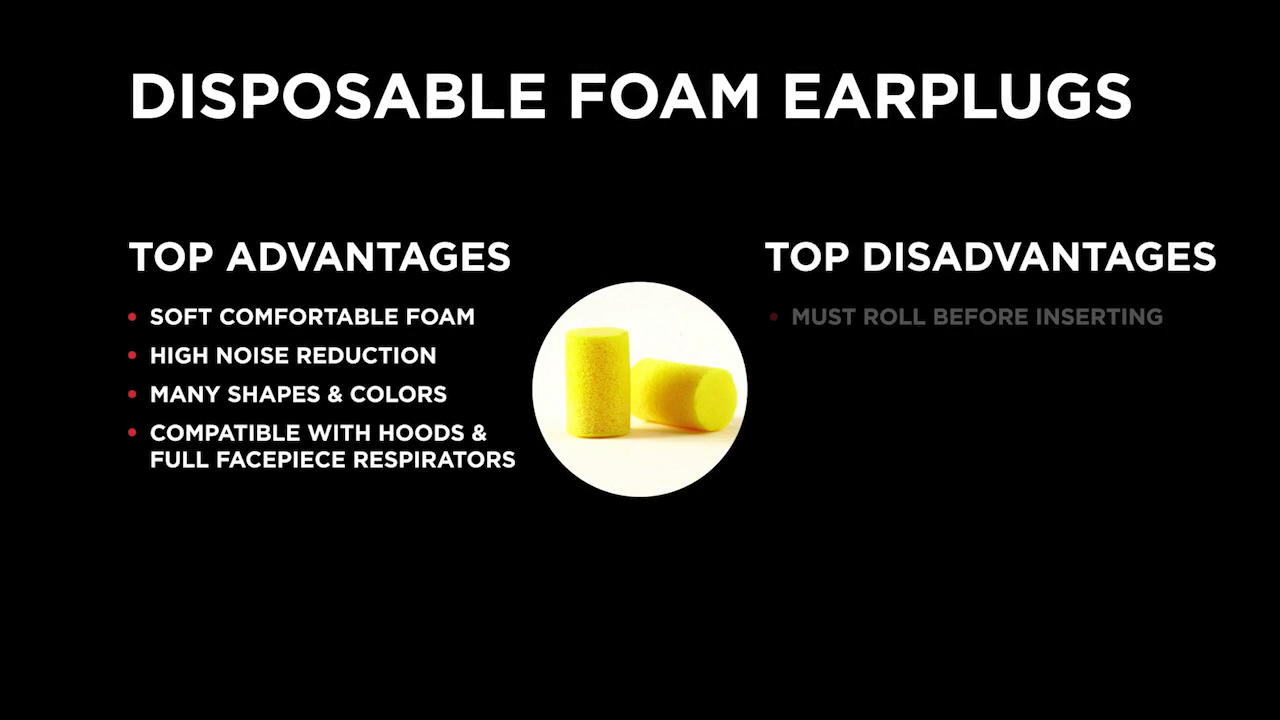 DISPOSABLE FOAM EARPLUGS
TOP ADVANTAGES
• SOFT COMFORTABLE FOAM
• HIGH NOISE REDUCTION
• MANY SHAPES & COLORS
• COMPATIBLE WITH HOODS &
FULL FACEPIECE RESPIRATORS
TOP DISADVANTAGES
• MUST ROLL BEFORE INSERTING